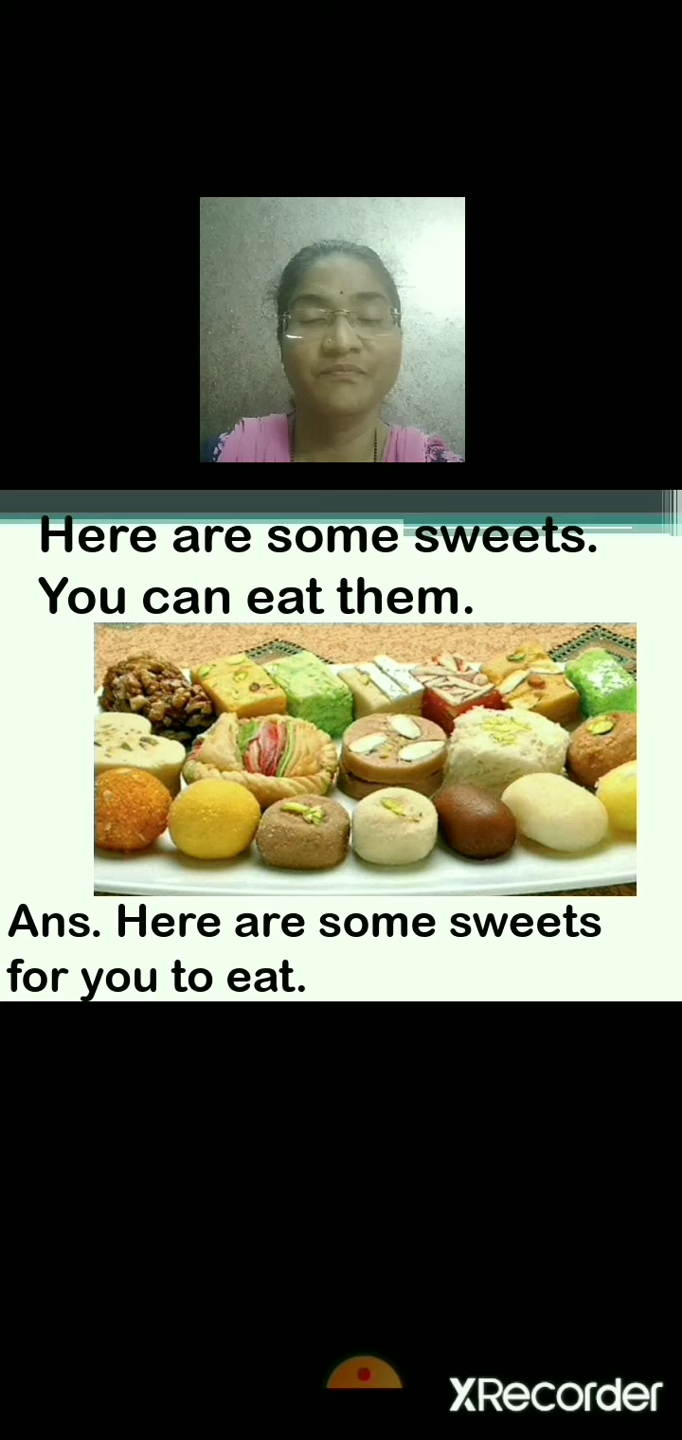 Here are some sweets.
You can eat them.
Ans. Here are some sweets
for you to eat.
XRecorder